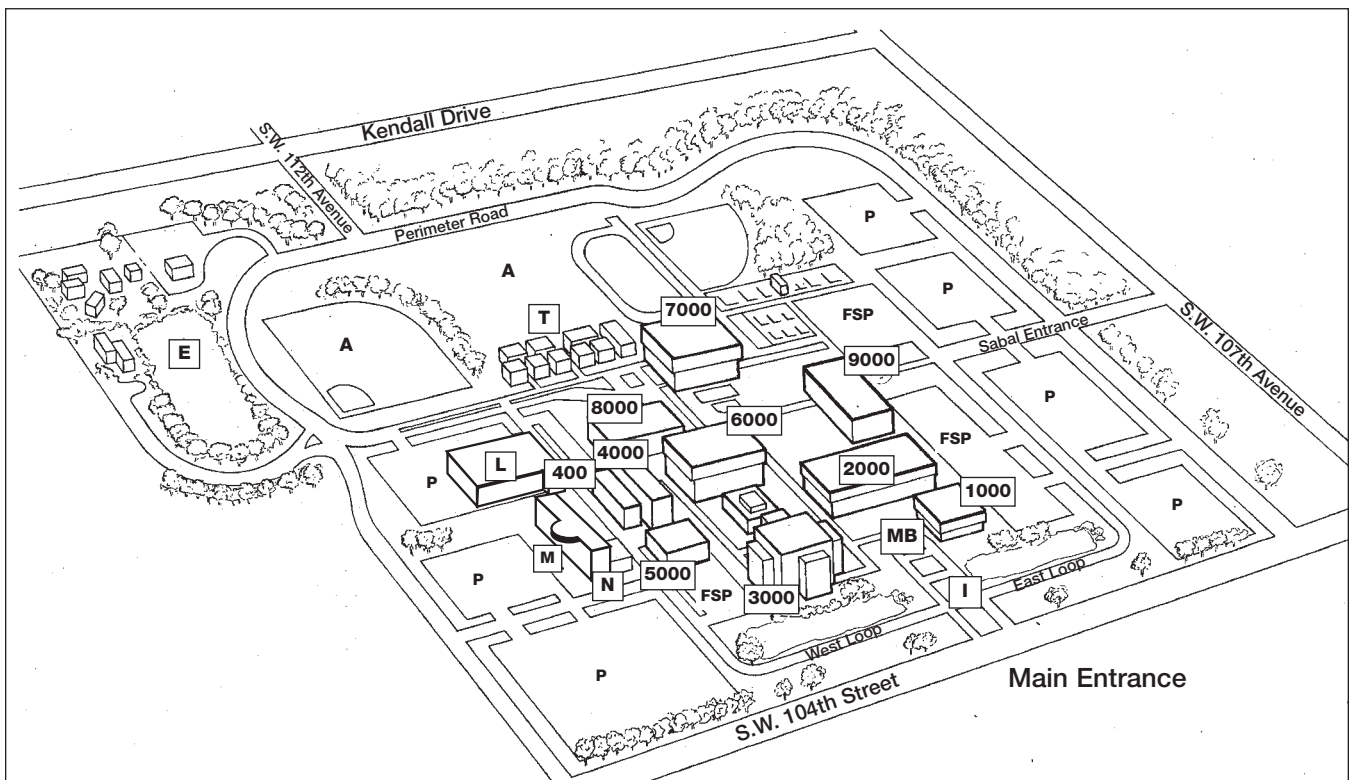 Kendall Drive
S.W. 112th Avenue
Perimeter Road
P
A
P
E
A
T
7000
FSP
Sabal Entrance
S.W. 107th Avenue
9000
P
8000
6000
FSP
L
400
4000
2000
1000
P
P
MB
M
P
N
5000
FSP
3000
I
East Loop
West Loop
P
Main Entrance
S.W. 104th Street